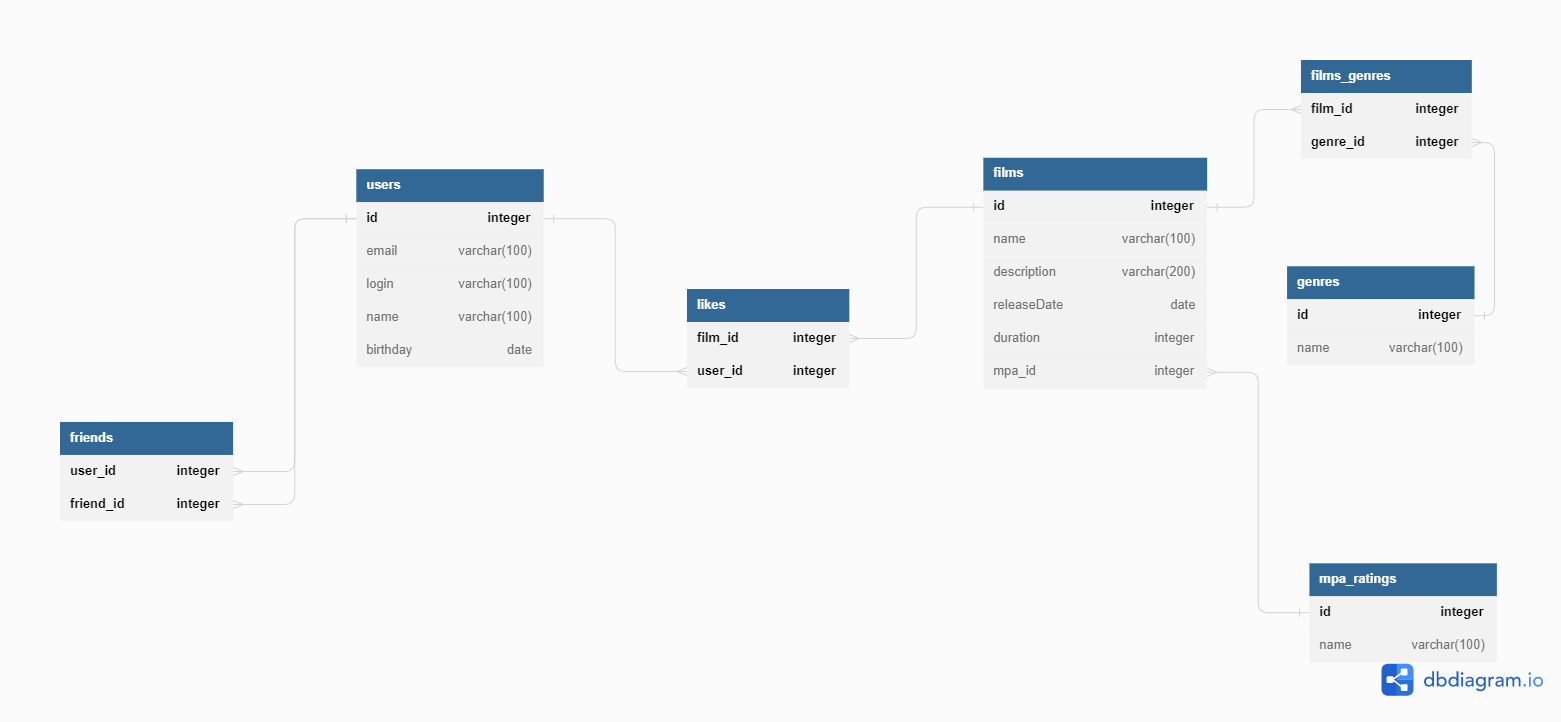 users
id integer
email varchar(100)
login varchar(100)
name varchar(100)
birthday date
friends
user_id integer
friend_id integer
likes
film_id integer
user_id integer
films
id integer
name varchar(100)
description varchar(200)
releaseDate date
duration integer
mpa_id integer
films_genres
film_id integer
genre_id integer
genres
id integer
name varchar(100)
mpa_ratings
id integer
name varchar(100)
dbdiagram.io